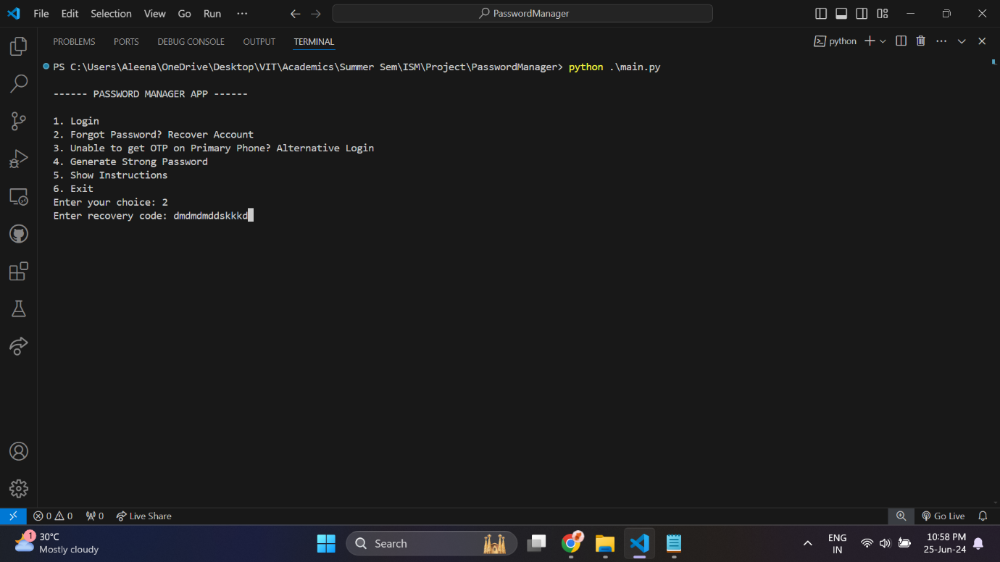 File Edit Selection View Go Run ··· PasswordManager
PROBLEMS PORTS DEBUG CONSOLE OUTPUT TERMINAL python
PS C:\Users\Aleena\OneDrive\Desktop\VIT\Academics\Summer Sem\ISM\Project\PasswordManager> python .\main.py
------ PASSWORD MANAGER APP ------
1. Login
2. Forgot Password? Recover Account
3. Unable to get OTP on Primary Phone? Alternative Login
4. Generate Strong Password
5. Show Instructions
6. Exit
Enter your choice: 2
Enter recovery code: dmdmdmddskkkd
0 0 0 Live Share Go Live
1 30°C
Mostly cloudy
Search
ENG
IN
10:58 PM
25-Jun-24